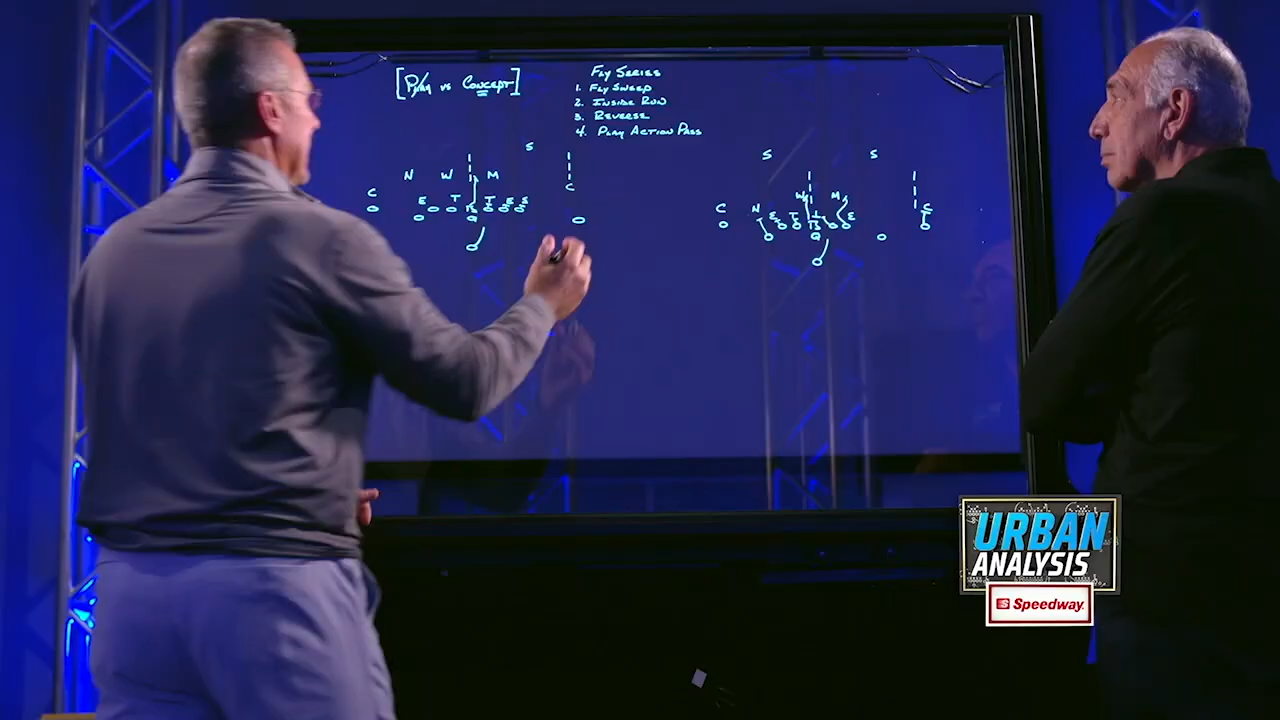 [Play vs Concept]
Fly Series
1. Fly Sweep
2. Inside Run
3. Reverse
4. Play Action Pass
S
S S
N W M
C
C
W M
E T T E S
C N C
E T T E
Q
Q
URBAN
ANALYSIS
Speedway